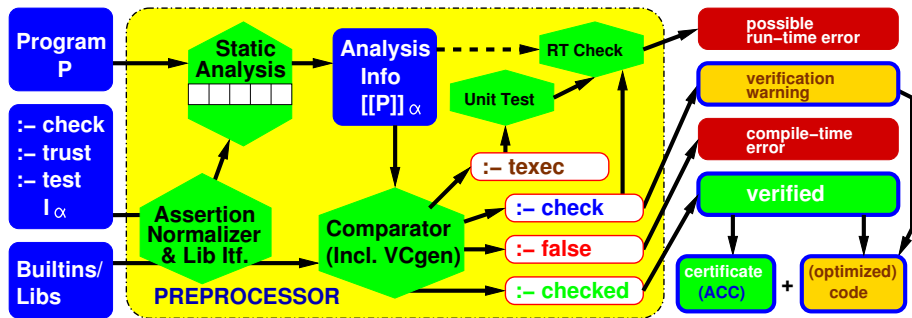 Program
P
:− check
:− trust
:− test
I α
Builtins/
Libs
Static
Analysis
Assertion
Normalizer
& Lib Itf.
PREPROCESSOR
Analysis
Info
[[P]] α
Comparator
(Incl. VCgen)
RT Check
Unit Test
:− texec
:− check
:− false
:− checked
possible
run−time error
verification
warning
compile−time
error
verified
certificate
(ACC)
+
(optimized)
code